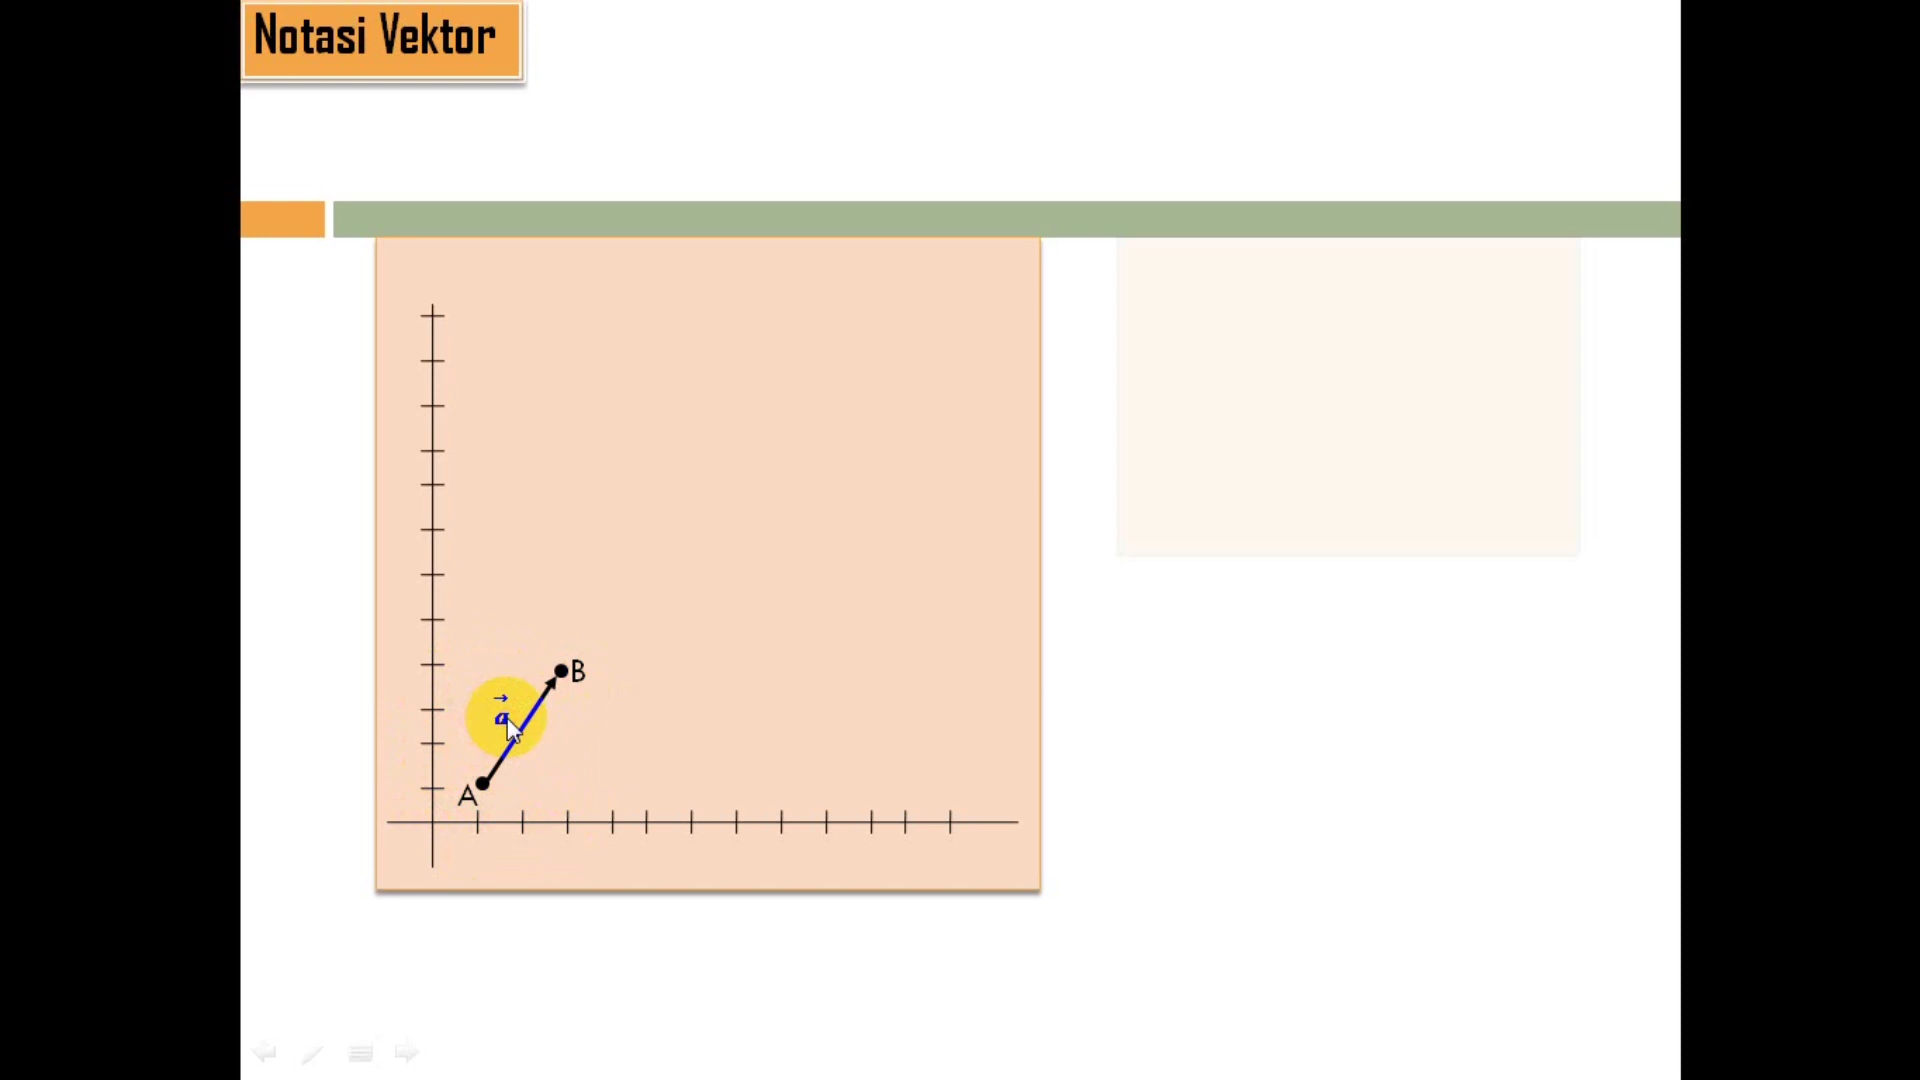 Notasi Vektor
B
→
a
A